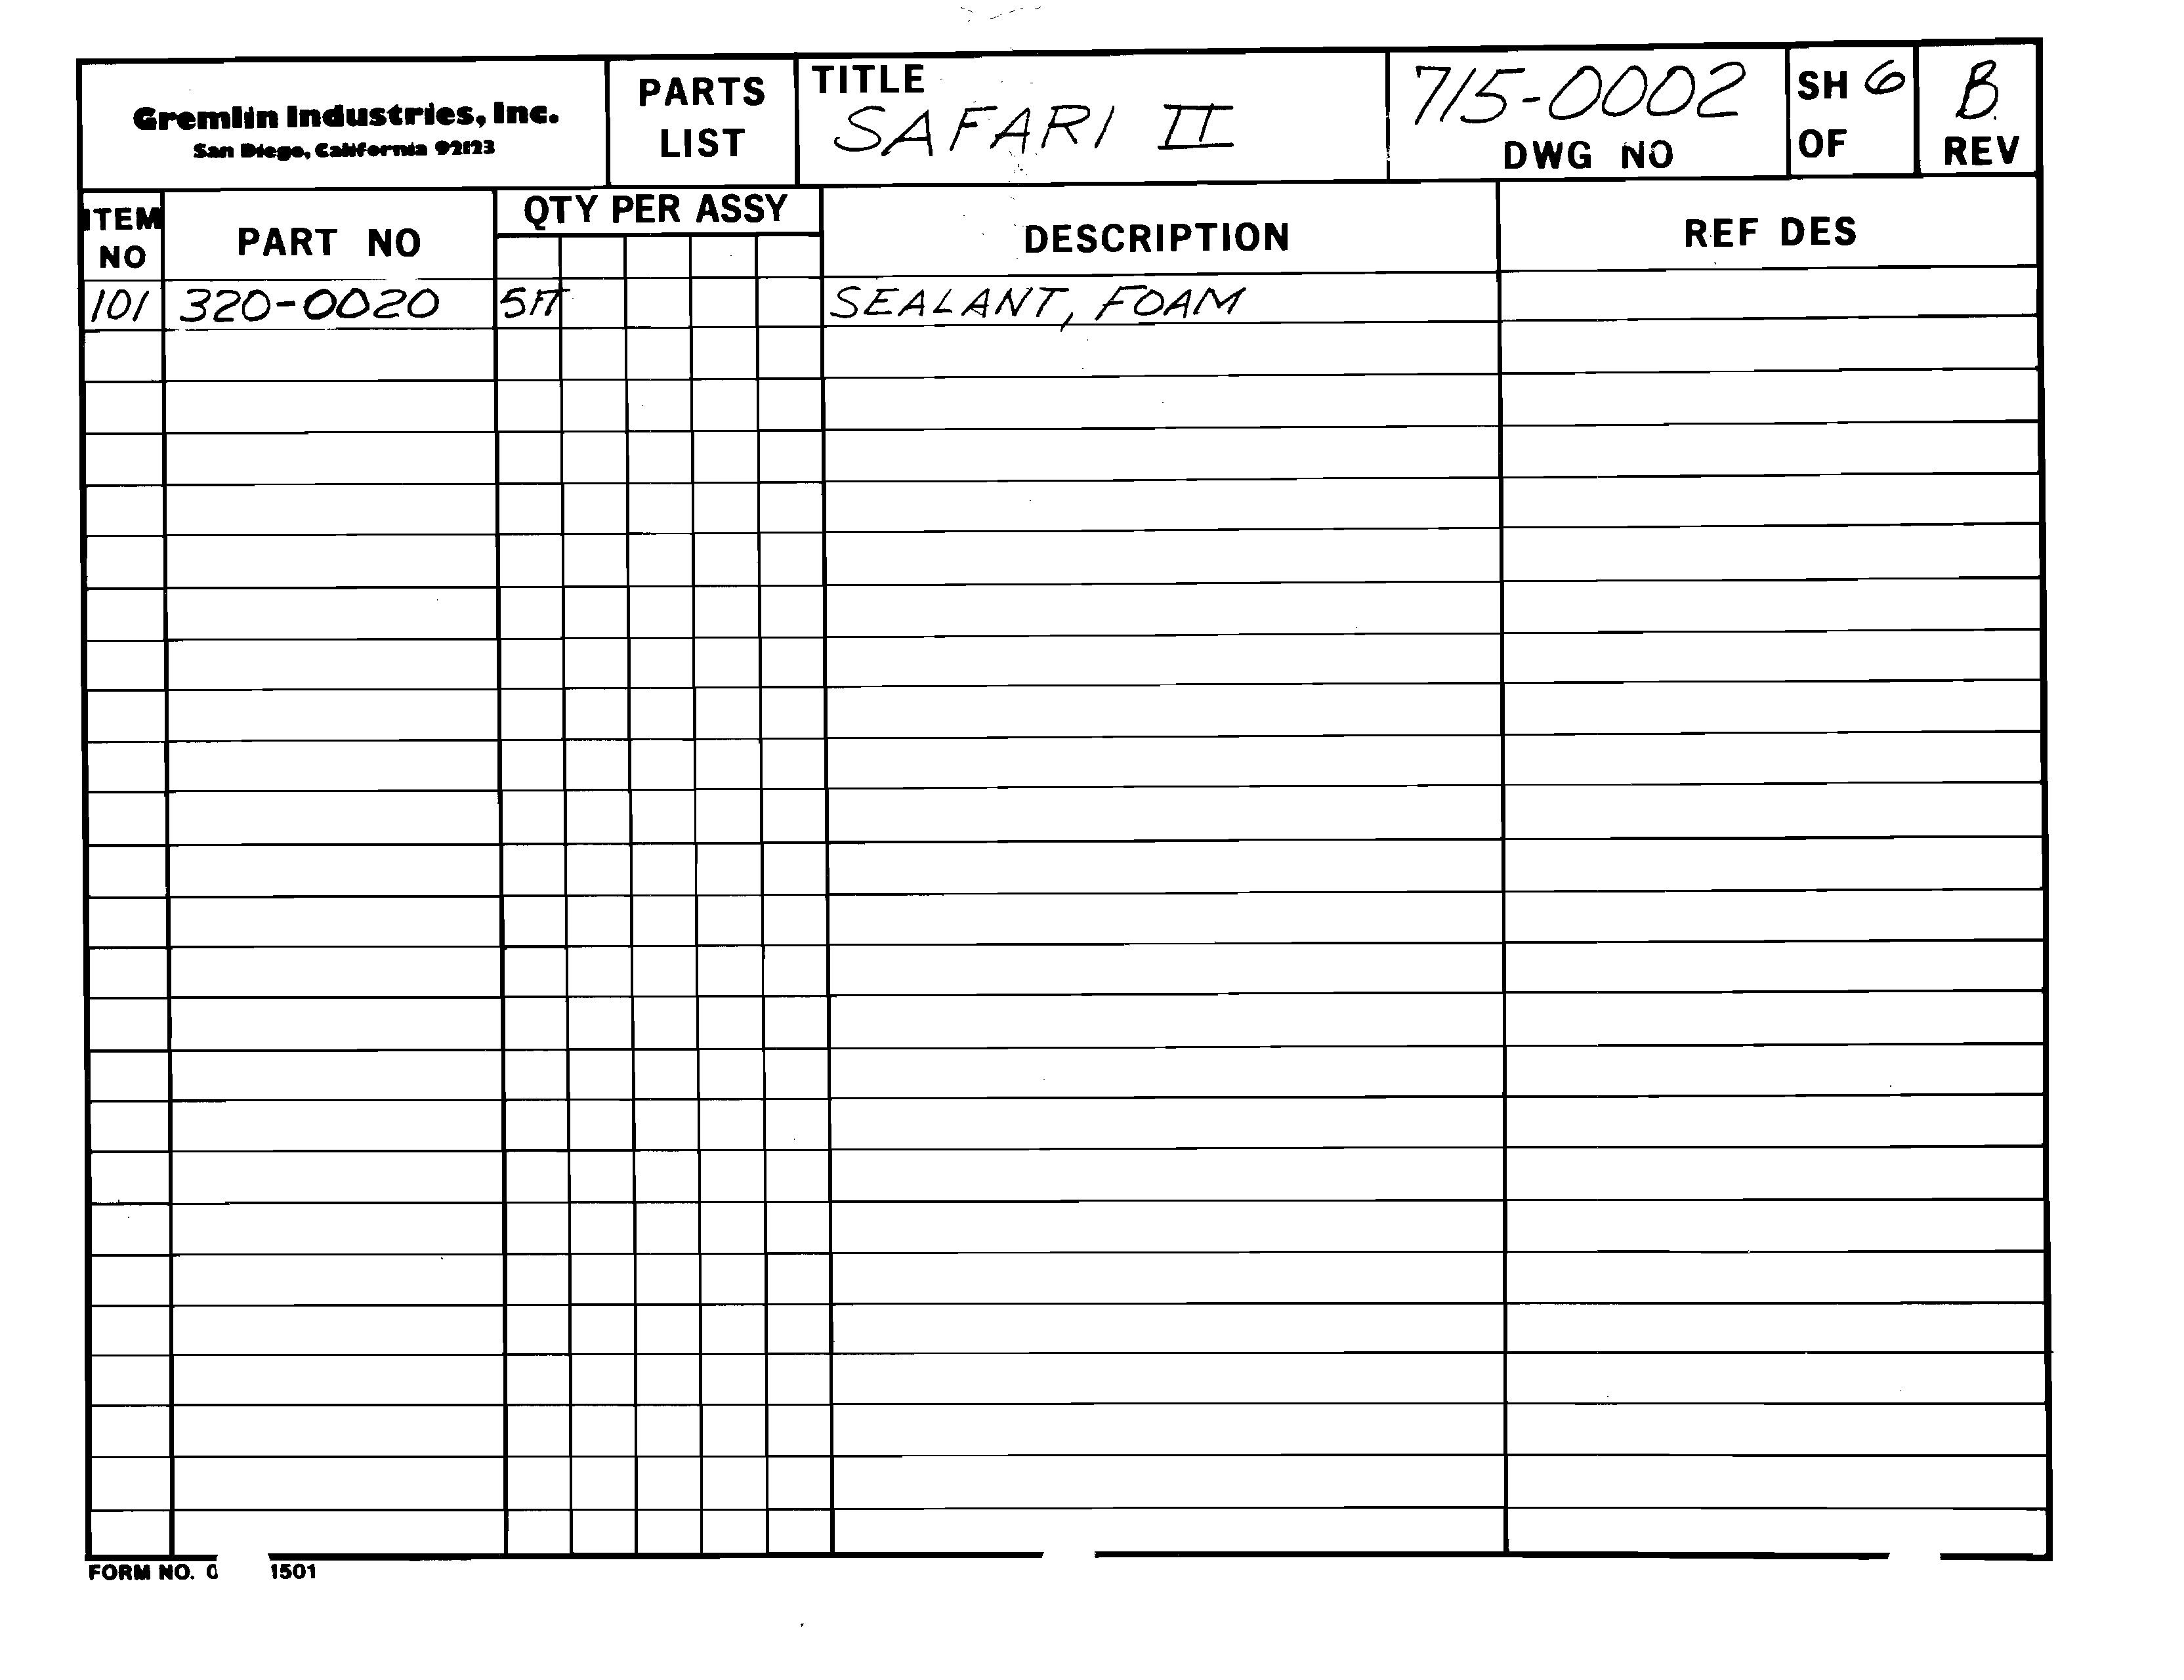 Gremlin Industries, Inc.
San Diego, California 92123
PARTS
LIST
TITLE
SAFARI II
715-0002
DWG NO
SH 6
OF
B
REV
ITEM
NO
PART NO
QTY PER ASSY
DESCRIPTION
REF DES
101 320-0020 5FT SEALANT, FOAM
FORM NO. 1501